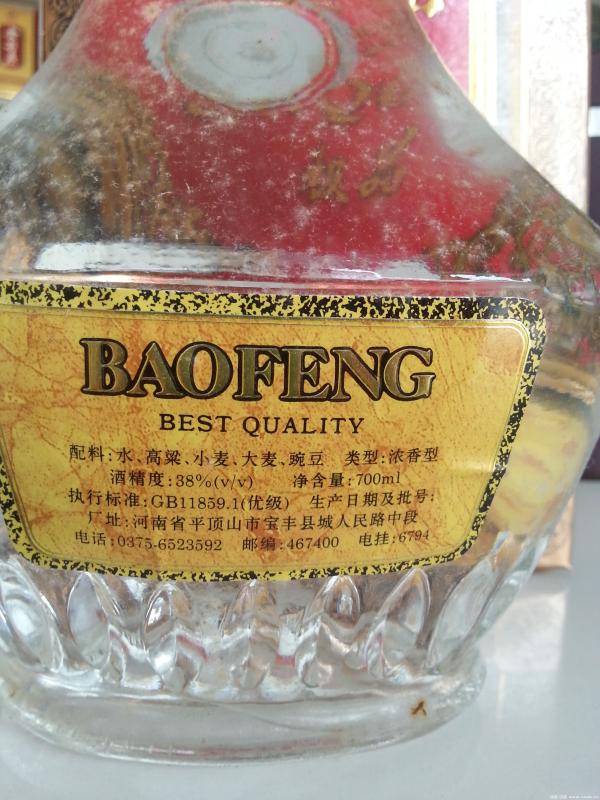 BAOFENG
BEST QUALITY
配料:水、高粱、小麦、大麦、豌豆 类型:浓香型
酒精度:38%(v/v) 净含量:700ml
执行标准:GB11859.1(优级) 生产日期及批号:
厂址:河南省平顶山市宝丰县城人民路中段
电话:0375-6523592 邮编:467400 电挂:6794